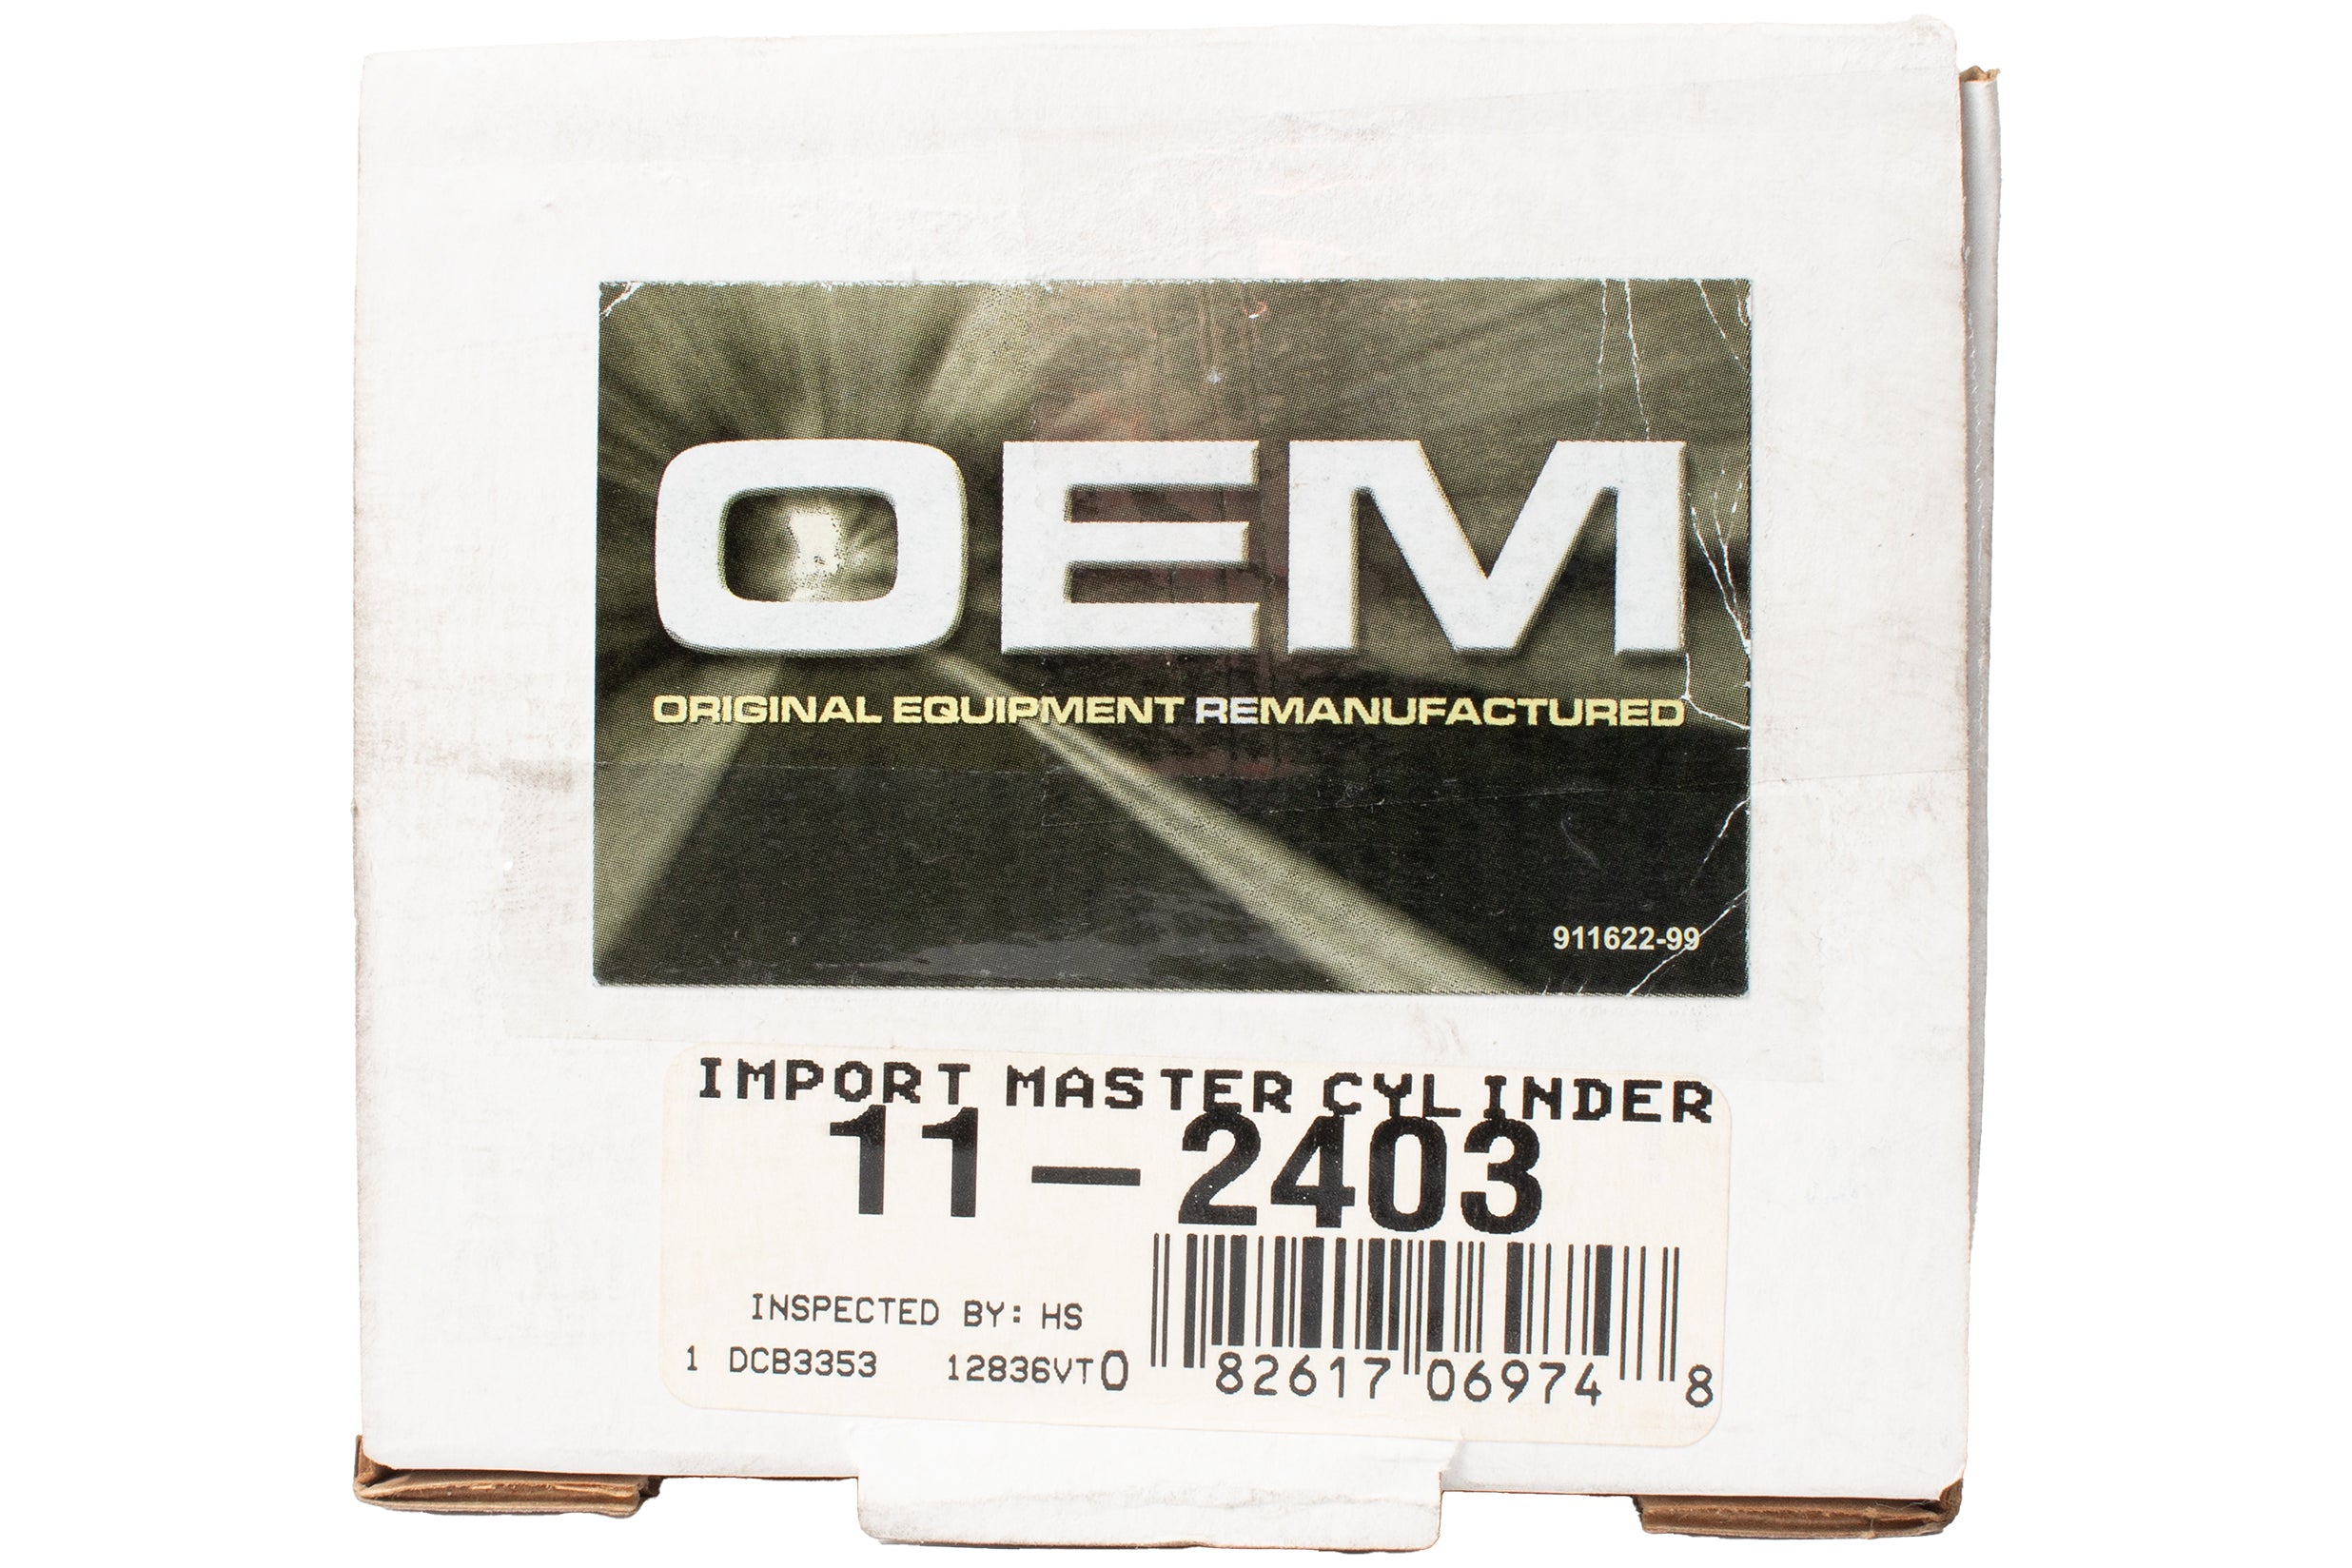 OEM
ORIGINAL EQUIPMENT REMANUFACTURED
911622-99
IMPORT MASTER CYLINDER
11-2403
INSPECTED BY: HS
1 DCB3353 12836VT
0 82617 06974 8